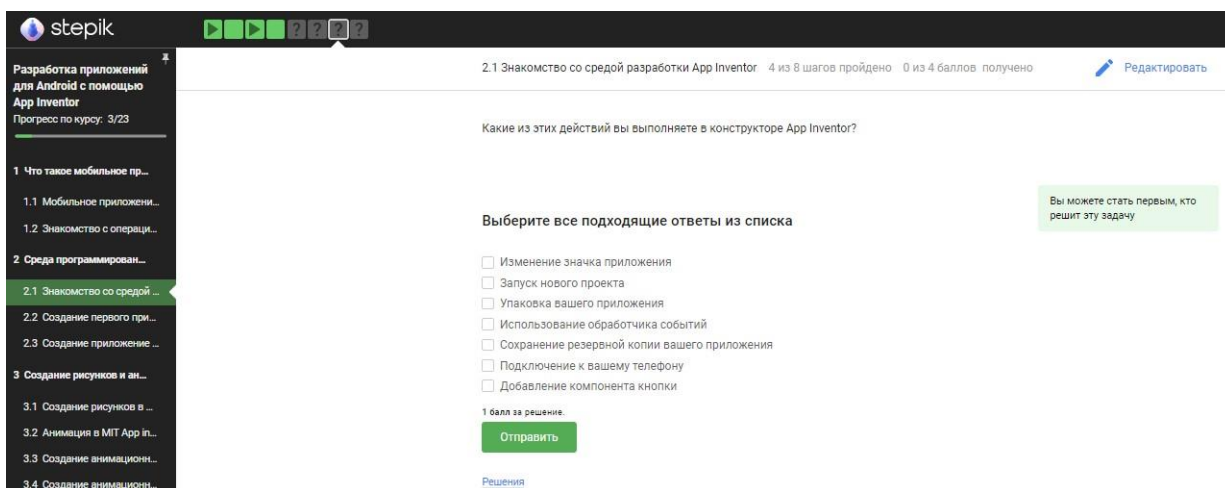 stepik
? ? ? ?
Разработка приложений
для Android с помощью
App Inventor
Прогресс по курсу: 3/23
1 Что такое мобильное пр...
1.1 Мобильное приложени...
1.2 Знакомство с операци...
2 Среда программирован...
2.1 Знакомство со средой ...
2.2 Создание первого при...
2.3 Создание приложение ...
3 Создание рисунков и ан...
3.1 Создание рисунков в ...
3.2 Анимация в MIT App in...
3.3 Создание анимационн...
3.4 Создание анимационн...
2.1 Знакомство со средой разработки App Inventor 4 из 8 шагов пройдено 0 из 4 баллов получено
Редактировать
Какие из этих действий вы выполняете в конструкторе App Inventor?
Вы можете стать первым, кто
решит эту задачу
Выберите все подходящие ответы из списка
Изменение значка приложения
Запуск нового проекта
Упаковка вашего приложения
Использование обработчика событий
Сохранение резервной копии вашего приложения
Подключение к вашему телефону
Добавление компонента кнопки
1 балл за решение.
Отправить
Решения